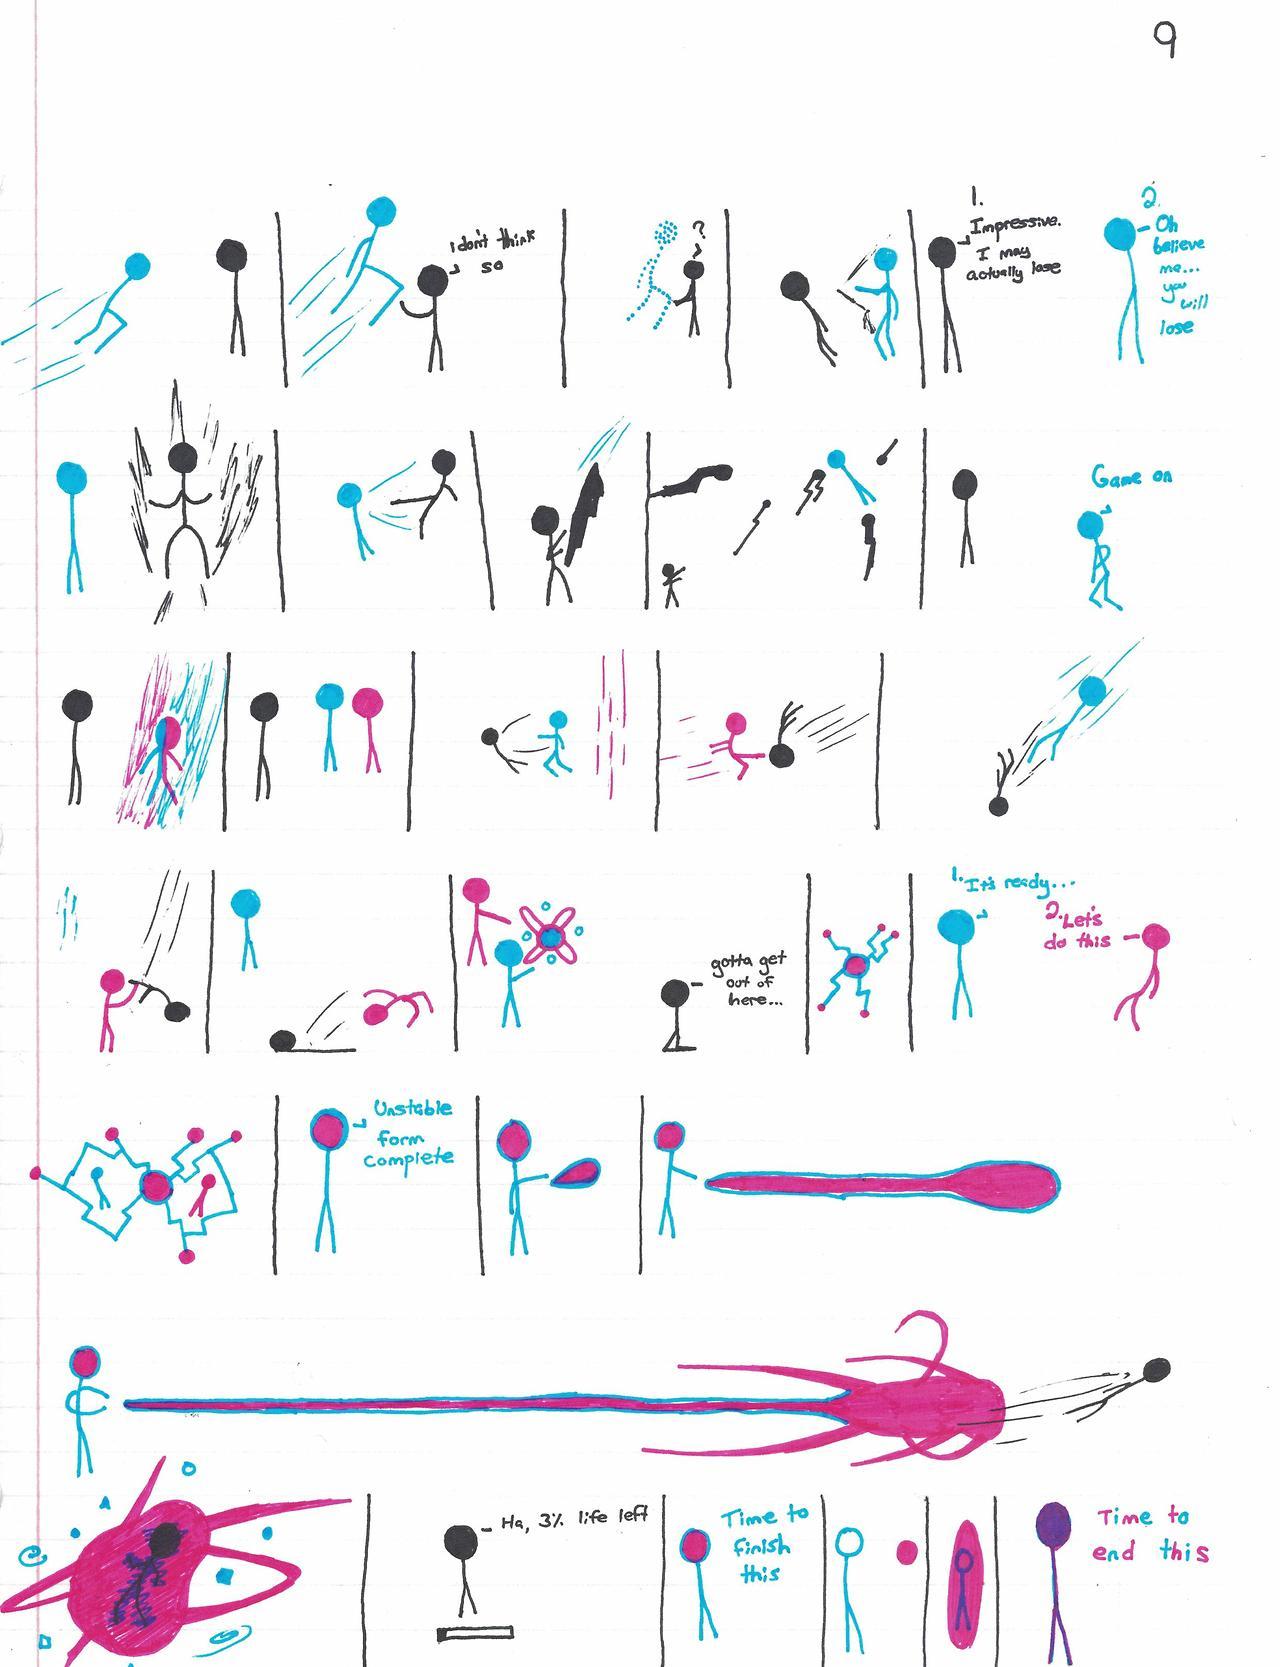 9
I don't think
so
?
1.
Impressive.
I may
actually lose
2.
Oh
believe
me...
you
will
lose
Game on
1. It's ready...
2. Let's
do this
gotta get
out of
here...
Unstable
form
complete
Ha, 3% life left
Time to
finish
this
Time to
end this